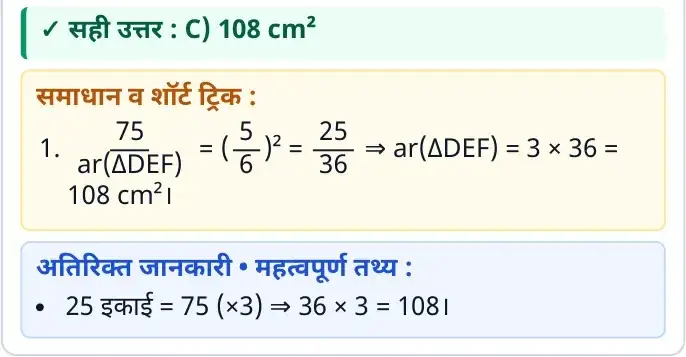 ✓ सही उत्तर : C) 108 cm²
समाधान व शॉर्ट ट्रिक :
1. 75/ar(ΔDEF) = (5/6)² = 25/36 ⇒ ar(ΔDEF) = 3 × 36 =
108 cm²।
अतिरिक्त जानकारी • महत्वपूर्ण तथ्य :
• 25 इकाई = 75 (×3) ⇒ 36 × 3 = 108।